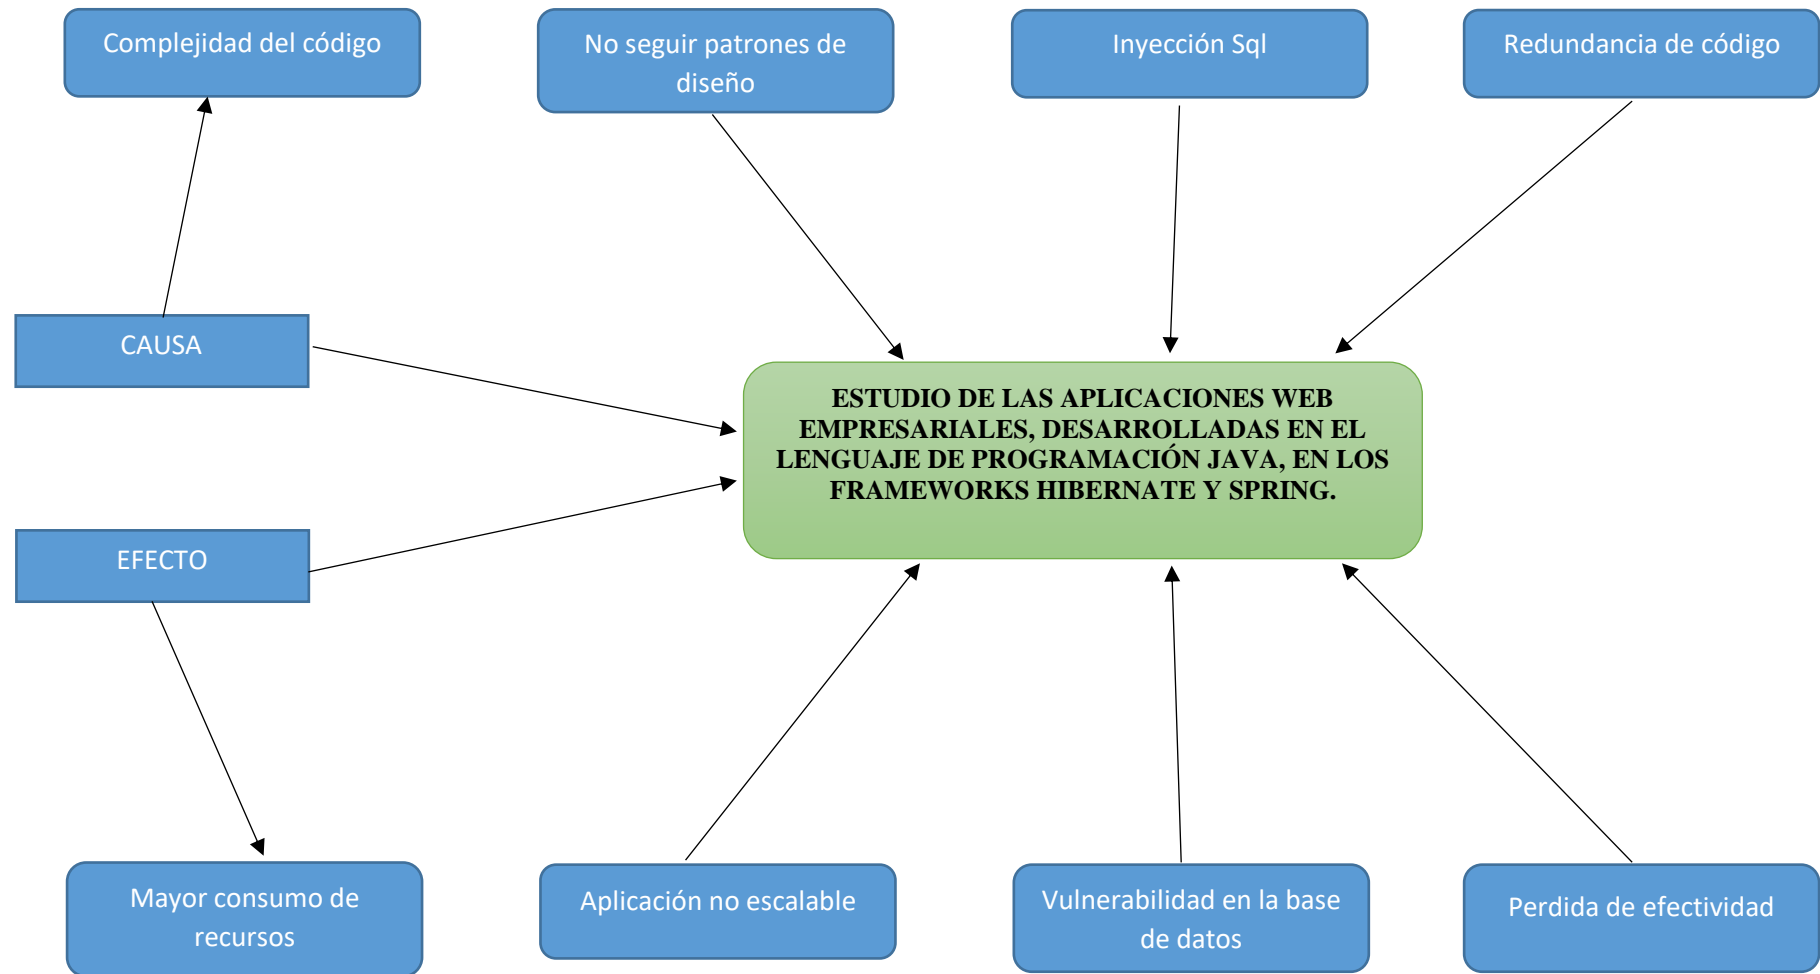 Complejidad del código
No seguir patrones de
diseño
Inyección Sql
Redundancia de código
CAUSA
ESTUDIO DE LAS APLICACIONES WEB
EMPRESARIALES, DESARROLLADAS EN EL
LENGUAJE DE PROGRAMACIÓN JAVA, EN LOS
FRAMEWORKS HIBERNATE Y SPRING.
EFECTO
Mayor consumo de
recursos
Aplicación no escalable
Vulnerabilidad en la base
de datos
Perdida de efectividad